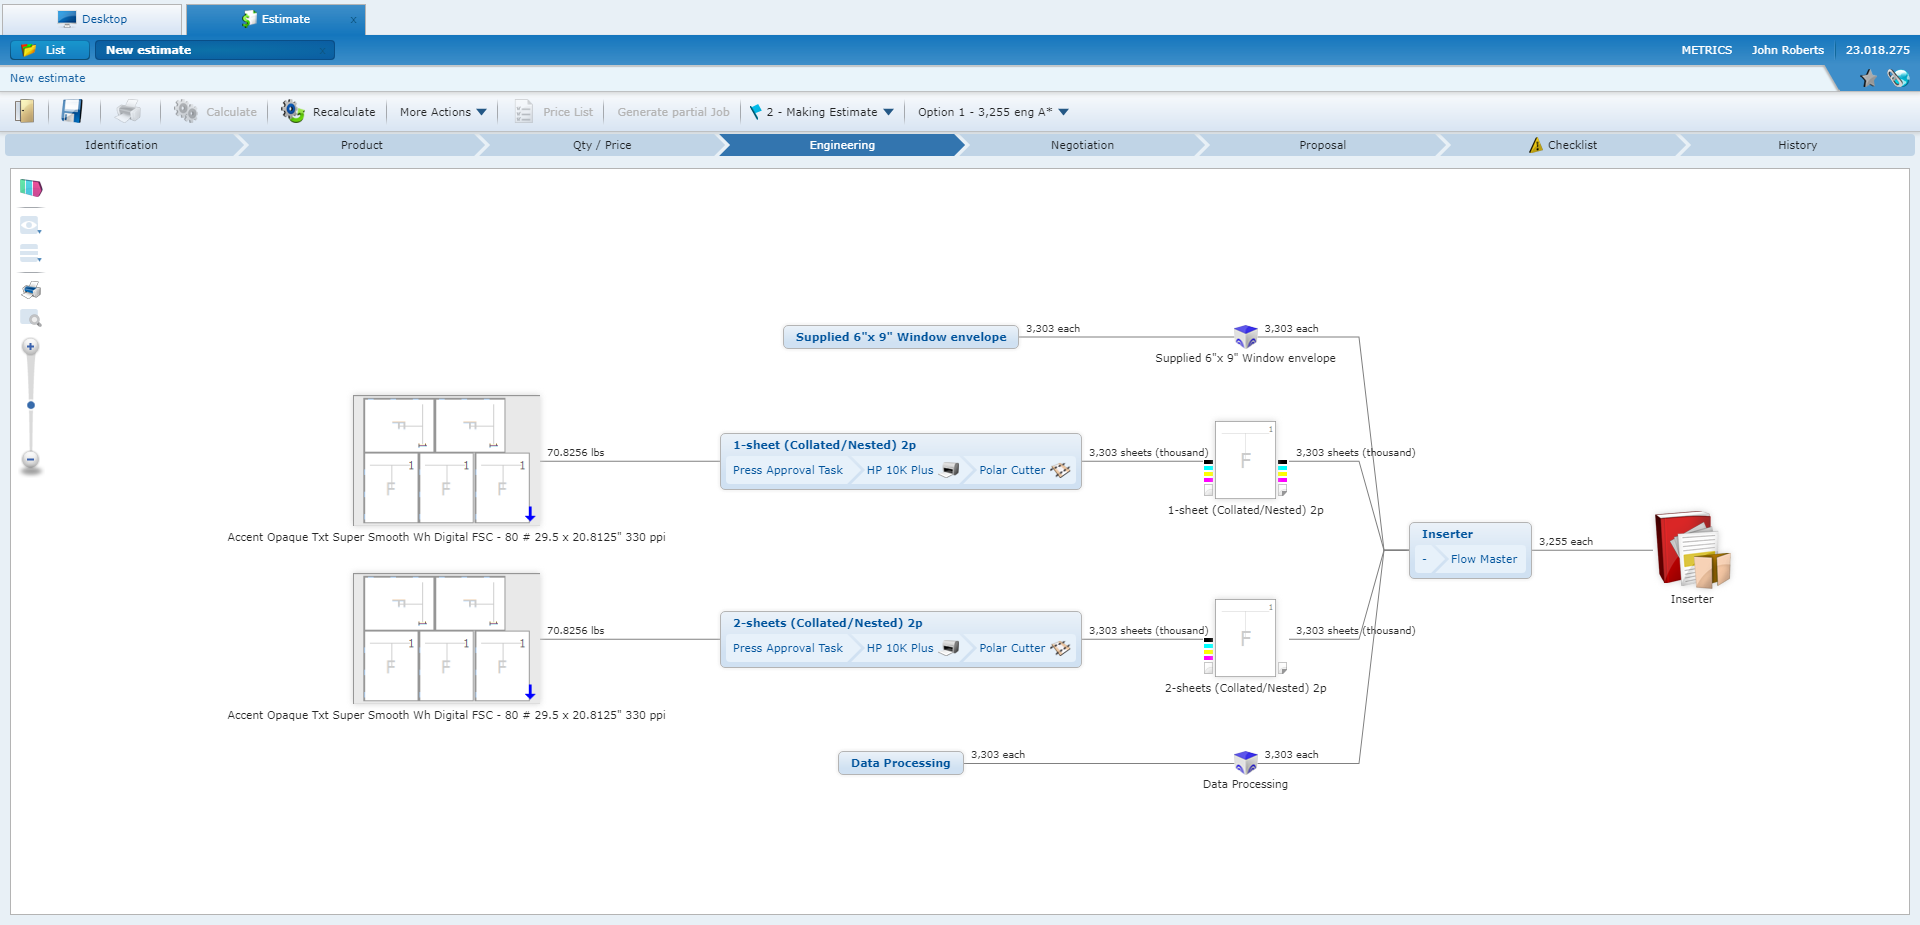 Desktop
Estimate x
List
New estimate
METRICS John Roberts 23.018.275
New estimate
Calculate
Recalculate
More Actions
Price List
Generate partial Job
2 - Making Estimate
Option 1 - 3,255 eng A*
Identification
Product
Qty / Price
Engineering
Negotiation
Proposal
Checklist
History
Supplied 6"x 9" Window envelope
3,303 each
3,303 each
Supplied 6"x 9" Window envelope
1 1 1
F F F
70.8256 lbs
Accent Opaque Txt Super Smooth Wh Digital FSC - 80 # 29.5 x 20.8125" 330 ppi
1-sheet (Collated/Nested) 2p
Press Approval Task
HP 10K Plus
Polar Cutter
3,303 sheets (thousand)
1
F
3,303 sheets (thousand)
1-sheet (Collated/Nested) 2p
Inserter
-
Flow Master
3,255 each
Inserter
1 1 1
F F F
70.8256 lbs
Accent Opaque Txt Super Smooth Wh Digital FSC - 80 # 29.5 x 20.8125" 330 ppi
2-sheets (Collated/Nested) 2p
Press Approval Task
HP 10K Plus
Polar Cutter
3,303 sheets (thousand)
1
F
3,303 sheets (thousand)
2-sheets (Collated/Nested) 2p
Data Processing
3,303 each
3,303 each
Data Processing